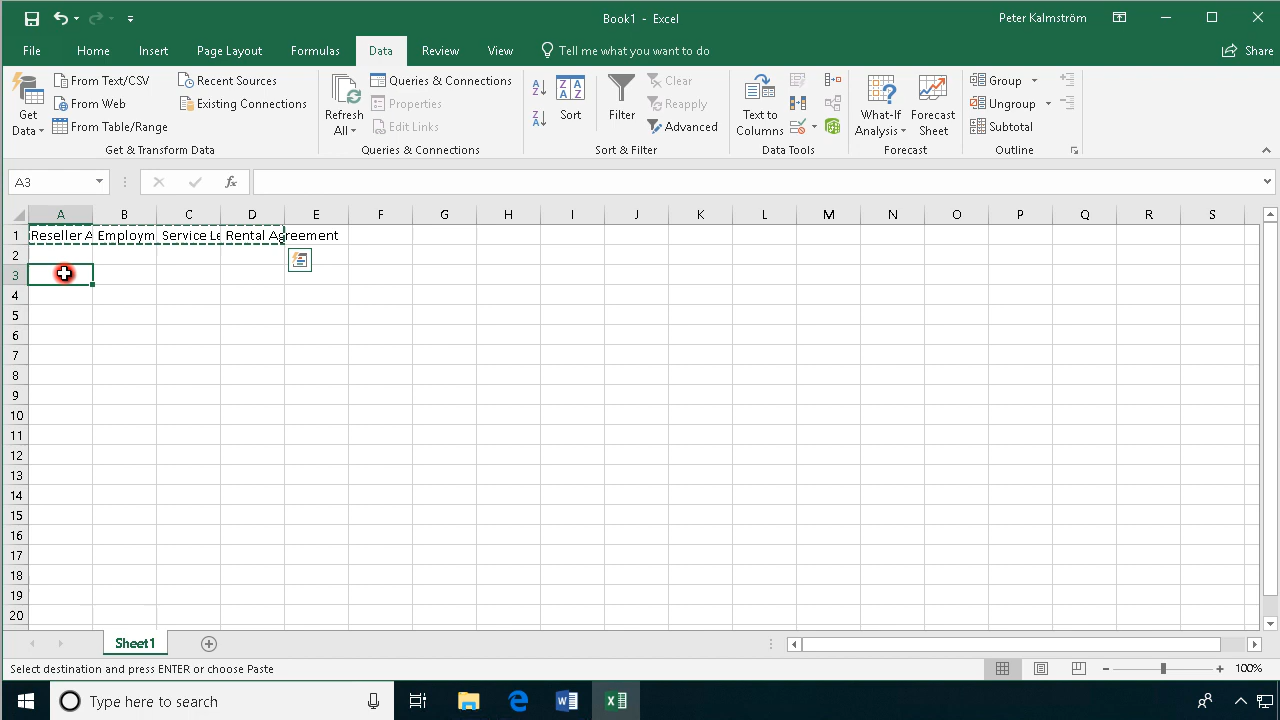 Book1 - Excel
Peter Kalmström
File Home Insert Page Layout Formulas Data Review View Tell me what you want to do Share
Get Data
From Text/CSV
From Web
From Table/Range
Recent Sources
Existing Connections
Get & Transform Data
Refresh All
Queries & Connections
Properties
Edit Links
Queries & Connections
Sort
Filter
Clear
Reapply
Advanced
Sort & Filter
Text to Columns
Data Tools
What-If Analysis
Forecast Sheet
Forecast
Group
Ungroup
Subtotal
Outline
A3 fx
A B C D E F G H I J K L M N O P Q R S
1 Reseller A Employm Service Le Rental Agreement
2
3
4
5
6
7
8
9
10
11
12
13
14
15
16
17
18
19
20
Sheet1
Select destination and press ENTER or choose Paste
100%
Type here to search